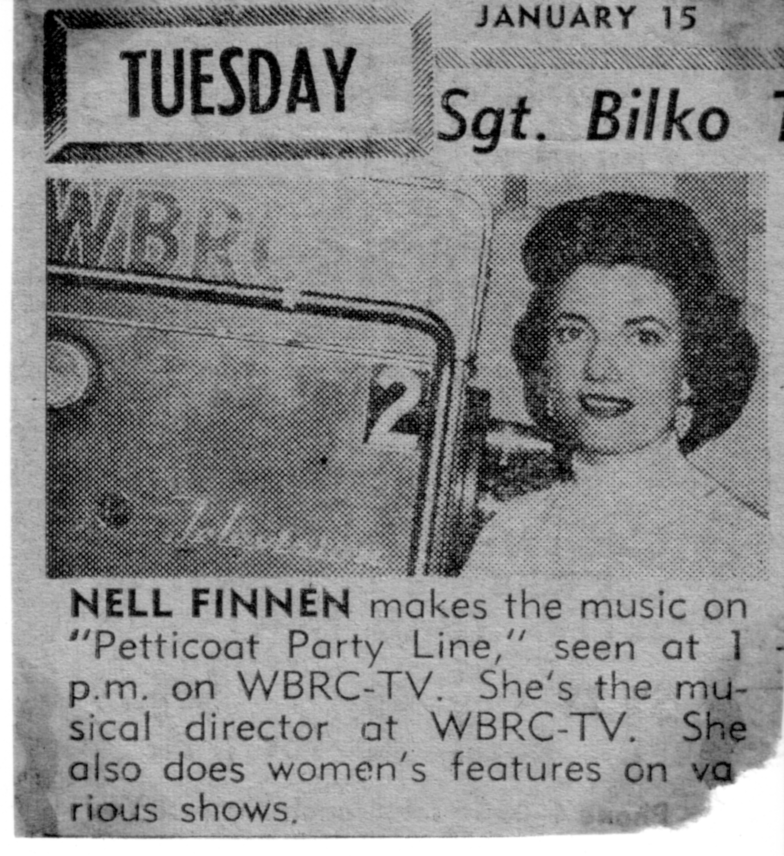 JANUARY 15
TUESDAY
Sgt. Bilko T
WBRC
2
Television
NELL FINNEN makes the music on
"Petticoat Party Line," seen at 1
p.m. on WBRC-TV. She's the mu-
sical director at WBRC-TV. She
also does women's features on va
rious shows.